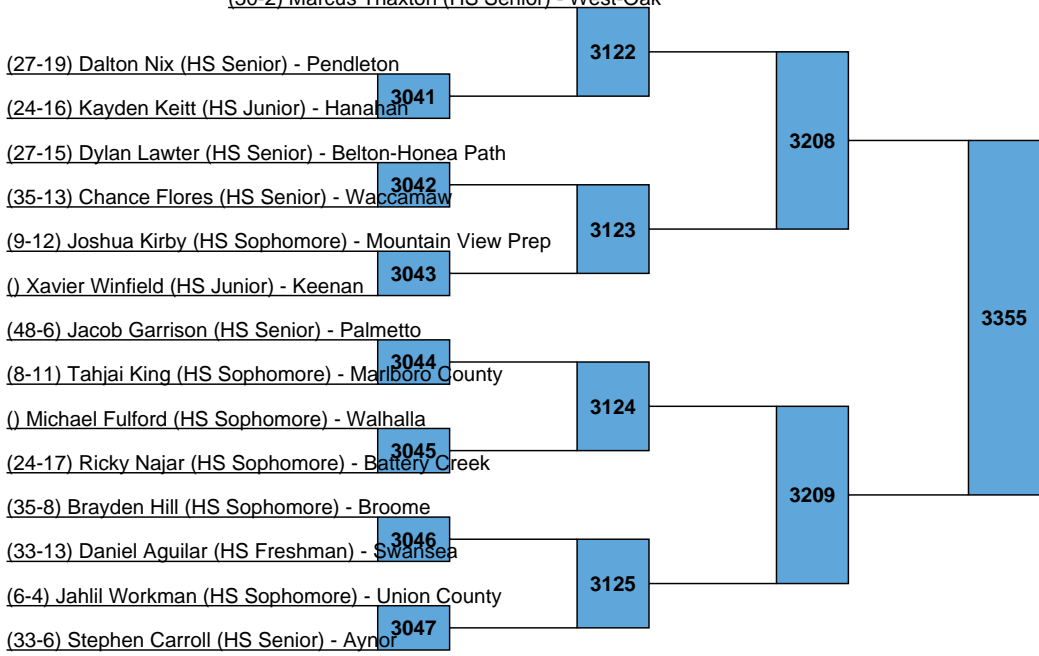 (36-2) Marcus Thaxton (HS Senior) - West-Oak
3122
(27-19) Dalton Nix (HS Senior) - Pendleton
3041
(24-16) Kayden Keitt (HS Junior) - Hanahan
3208
(27-15) Dylan Lawter (HS Senior) - Belton-Honea Path
3042
(35-13) Chance Flores (HS Senior) - Waccamaw
3123
(9-12) Joshua Kirby (HS Sophomore) - Mountain View Prep
3043
() Xavier Winfield (HS Junior) - Keenan
3355
(48-6) Jacob Garrison (HS Senior) - Palmetto
3044
(8-11) Tahjai King (HS Sophomore) - Marlboro County
3124
() Michael Fulford (HS Sophomore) - Walhalla
3045
(24-17) Ricky Najar (HS Sophomore) - Battery Creek
3209
(35-8) Brayden Hill (HS Sophomore) - Broome
3046
(33-13) Daniel Aguilar (HS Freshman) - Swansea
3125
(6-4) Jahlil Workman (HS Sophomore) - Union County
3047
(33-6) Stephen Carroll (HS Senior) - Aynor